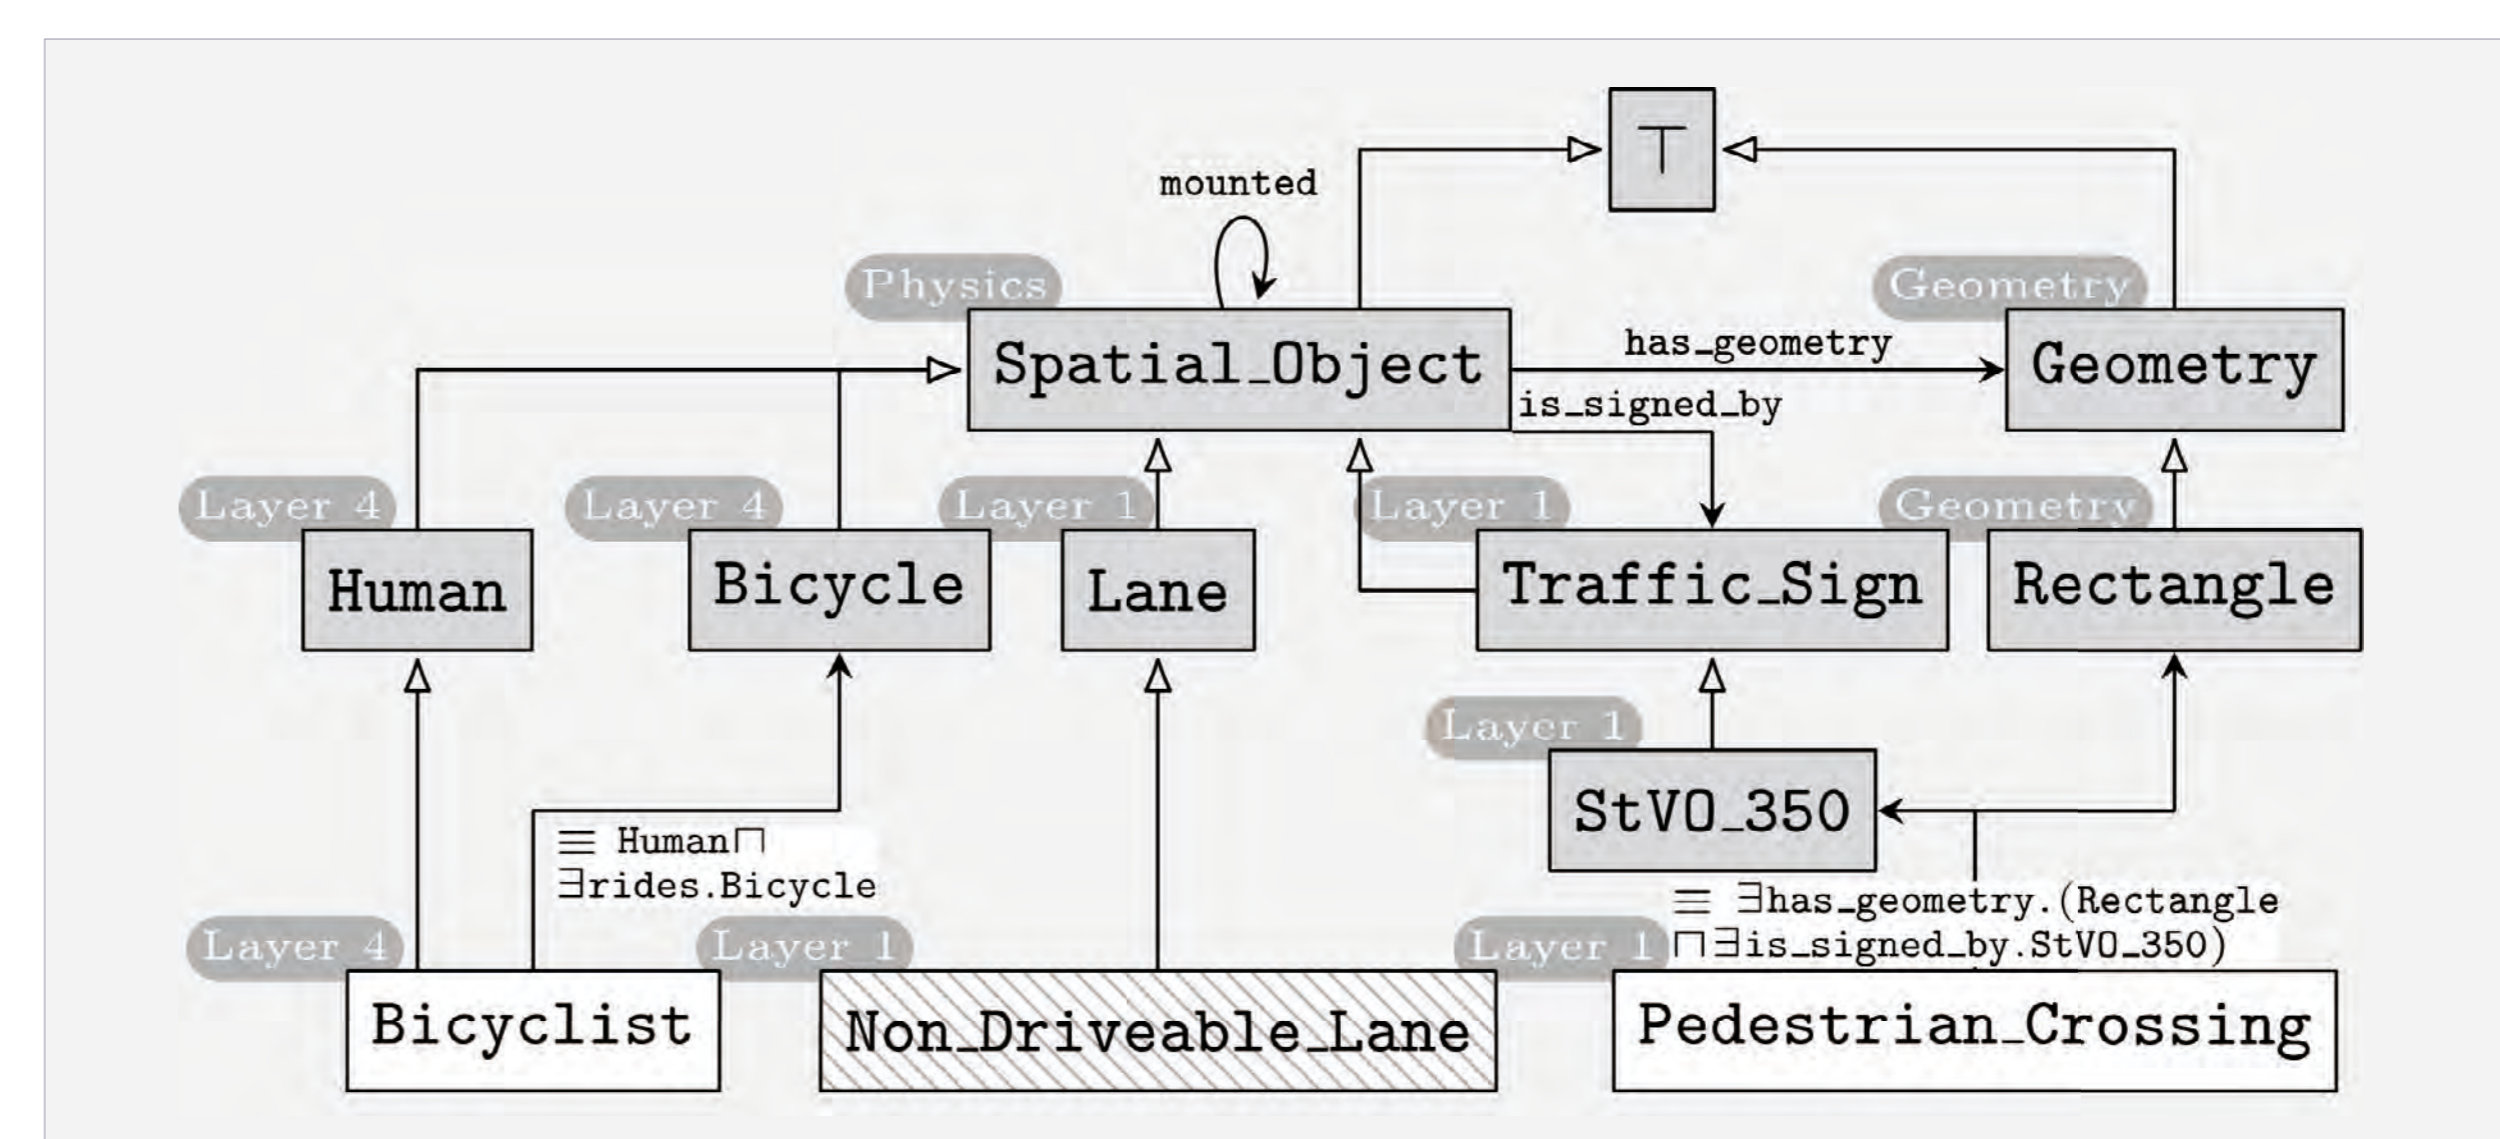 ⊤
mounted
Physics
Geometry
Spatial_Object
has_geometry
Geometry
is_signed_by
Layer 4
Layer 4
Layer 1
Layer 1
Geometry
Human
Bicycle
Lane
Traffic_Sign
Rectangle
Layer 1
StVO_350
≡ Human⊓
∃rides.Bicycle
≡ ∃has_geometry.(Rectangle
⊓∃is_signed_by.StVO_350)
Layer 4
Layer 1
Layer 1
Bicyclist
Non_Driveable_Lane
Pedestrian_Crossing